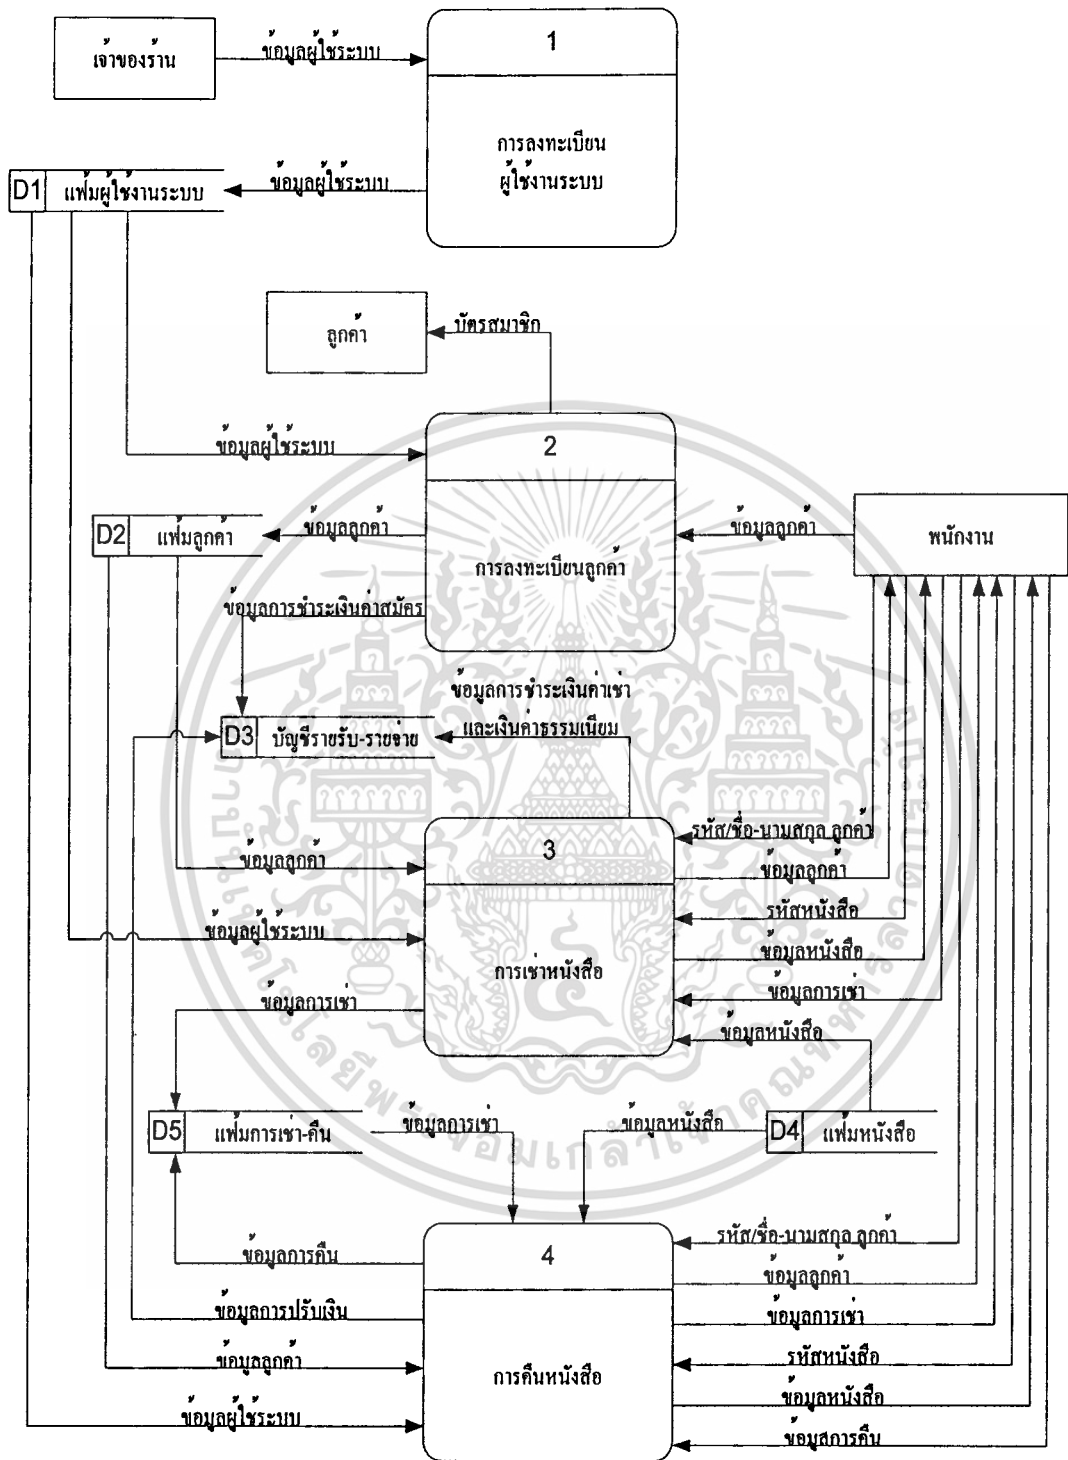 เจ้าของร้าน
ข้อมูลผู้ใช้ระบบ
1
การลงทะเบียน
ผู้ใช้งานระบบ
D1
แฟ้มผู้ใช้งานระบบ
ข้อมูลผู้ใช้ระบบ
ลูกค้า
บัตรสมาชิก
ข้อมูลผู้ใช้ระบบ
2
การลงทะเบียนลูกค้า
D2
แฟ้มลูกค้า
ข้อมูลลูกค้า
ข้อมูลลูกค้า
พนักงาน
ข้อมูลการชำระเงินค่าสมัคร
ข้อมูลการชำระเงินค่าเช่า
และเงินค่าธรรมเนียม
D3
บัญชีรายรับ-รายจ่าย
3
การเช่าหนังสือ
ข้อมูลลูกค้า
ข้อมูลผู้ใช้ระบบ
ข้อมูลการเช่า
รหัส/ชื่อ-นามสกุล ลูกค้า
ข้อมูลลูกค้า
รหัสหนังสือ
ข้อมูลหนังสือ
ข้อมูลการเช่า
ข้อมูลหนังสือ
D5
แฟ้มการเช่า-คืน
ข้อมูลการเช่า
ข้อมูลหนังสือ
D4
แฟ้มหนังสือ
4
การคืนหนังสือ
ข้อมูลการคืน
ข้อมูลการปรับเงิน
ข้อมูลลูกค้า
ข้อมูลผู้ใช้ระบบ
รหัส/ชื่อ-นามสกุล ลูกค้า
ข้อมูลลูกค้า
ข้อมูลการเช่า
รหัสหนังสือ
ข้อมูลหนังสือ
ข้อมูลการคืน